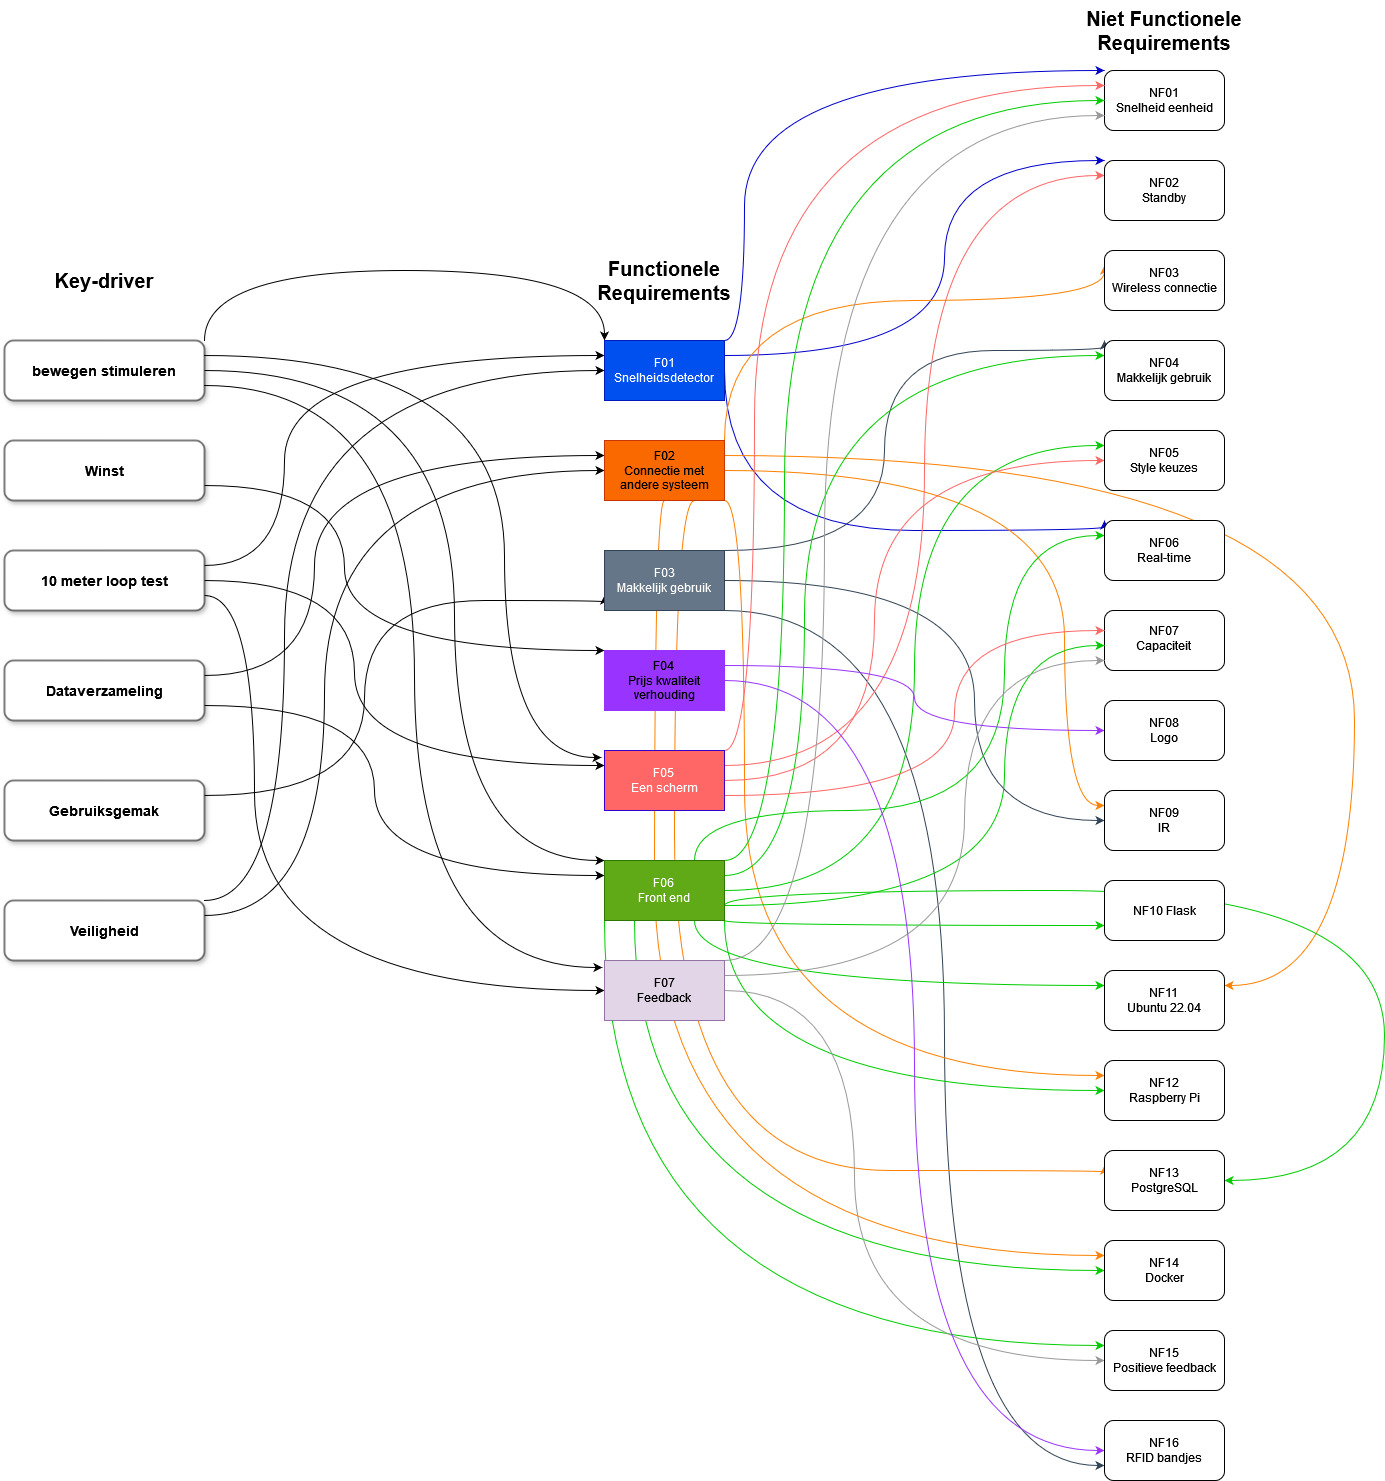 Key-driver
bewegen stimuleren
Winst
10 meter loop test
Dataverzameling
Gebruiksgemak
Veiligheid
Functionele
Requirements
F01
Snelheidsdetector
F02
Connectie met
andere systeem
F03
Makkelijk gebruik
F04
Prijs kwaliteit
verhouding
F05
Een scherm
F06
Front end
F07
Feedback
Niet Functionele
Requirements
NF01
Snelheid eenheid
NF02
Standby
NF03
Wireless connectie
NF04
Makkelijk gebruik
NF05
Style keuzes
NF06
Real-time
NF07
Capaciteit
NF08
Logo
NF09
IR
NF10 Flask
NF11
Ubuntu 22.04
NF12
Raspberry Pi
NF13
PostgreSQL
NF14
Docker
NF15
Positieve feedback
NF16
RFID bandjes